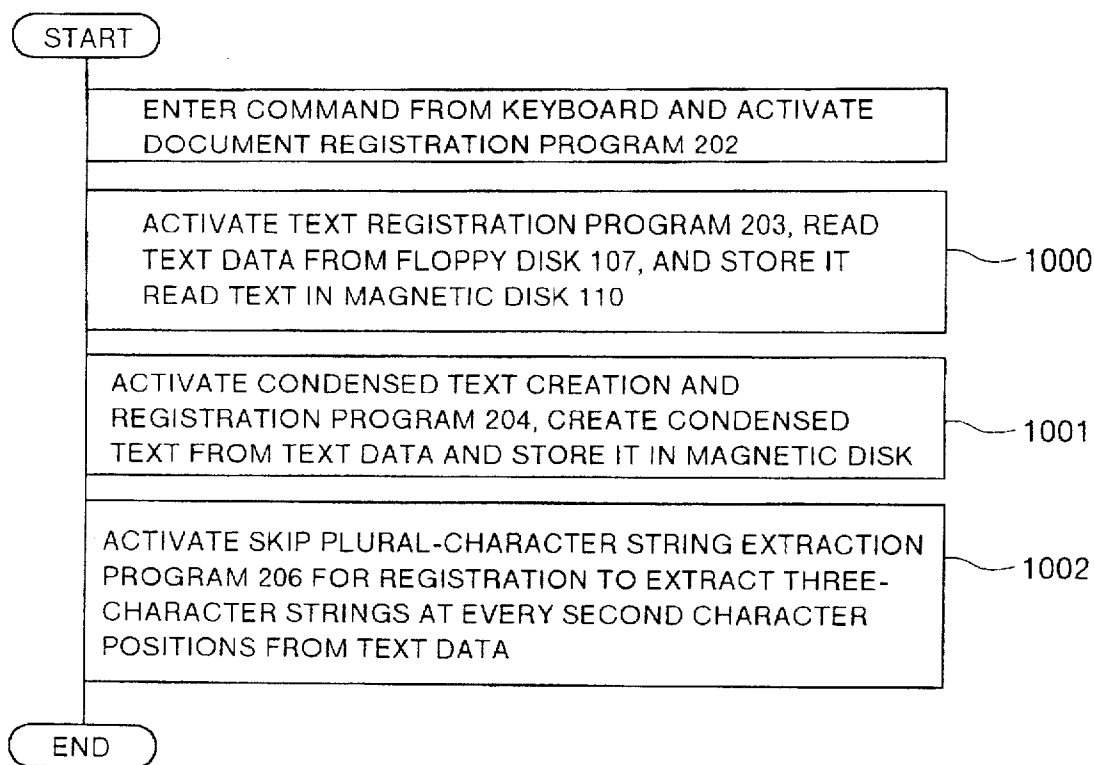 START
ENTER COMMAND FROM KEYBOARD AND ACTIVATE
DOCUMENT REGISTRATION PROGRAM 202
ACTIVATE TEXT REGISTRATION PROGRAM 203, READ
TEXT DATA FROM FLOPPY DISK 107, AND STORE IT
READ TEXT IN MAGNETIC DISK 110
1000
ACTIVATE CONDENSED TEXT CREATION AND
REGISTRATION PROGRAM 204, CREATE CONDENSED
TEXT FROM TEXT DATA AND STORE IT IN MAGNETIC DISK
1001
ACTIVATE SKIP PLURAL-CHARACTER STRING EXTRACTION
PROGRAM 206 FOR REGISTRATION TO EXTRACT THREE-
CHARACTER STRINGS AT EVERY SECOND CHARACTER
POSITIONS FROM TEXT DATA
1002
END